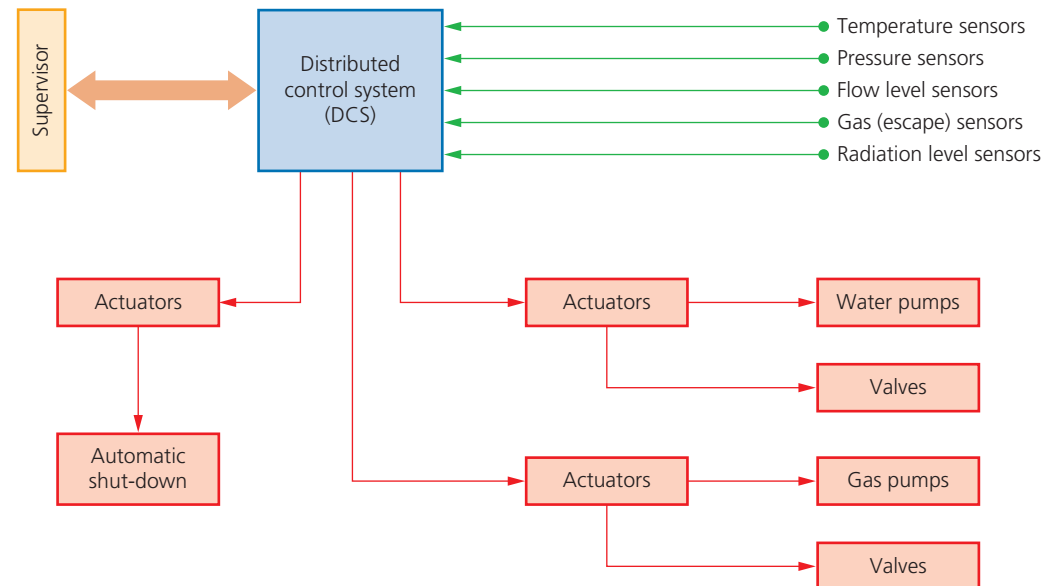 Supervisor
Distributed
control system
(DCS)
Temperature sensors
Pressure sensors
Flow level sensors
Gas (escape) sensors
Radiation level sensors
Actuators
Actuators
Water pumps
Valves
Automatic
shut-down
Actuators
Gas pumps
Valves